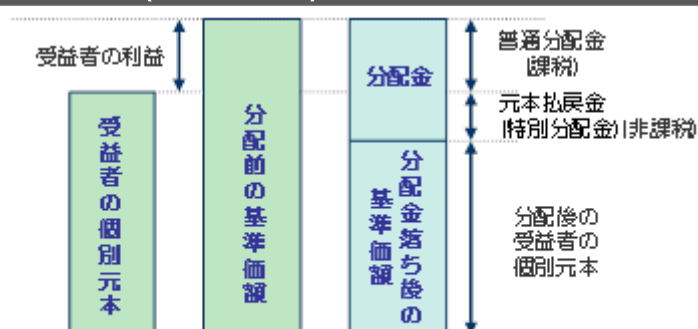 受益者の利益
受益者の個別元本
分配前の基準価額
分配金
分配金落ち後の
基準価額
普通分配金
(課税)
元本払戻金
(特別分配金)(非課税)
分配後の
受益者の
個別元本